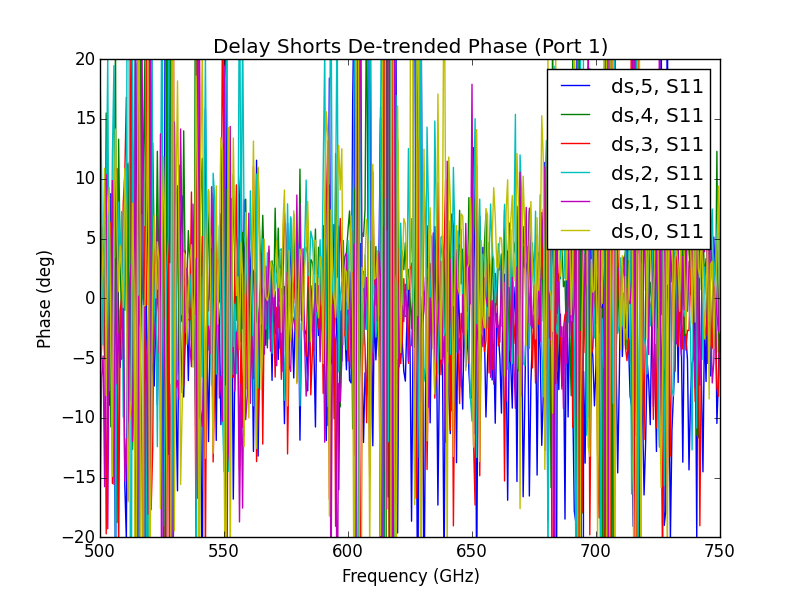 Delay Shorts De-trended Phase (Port 1)
20
15
10
5
0
−5
−10
−15
−20
Phase (deg)
ds,5, S11
ds,4, S11
ds,3, S11
ds,2, S11
ds,1, S11
ds,0, S11
500
550
600
650
700
750
Frequency (GHz)